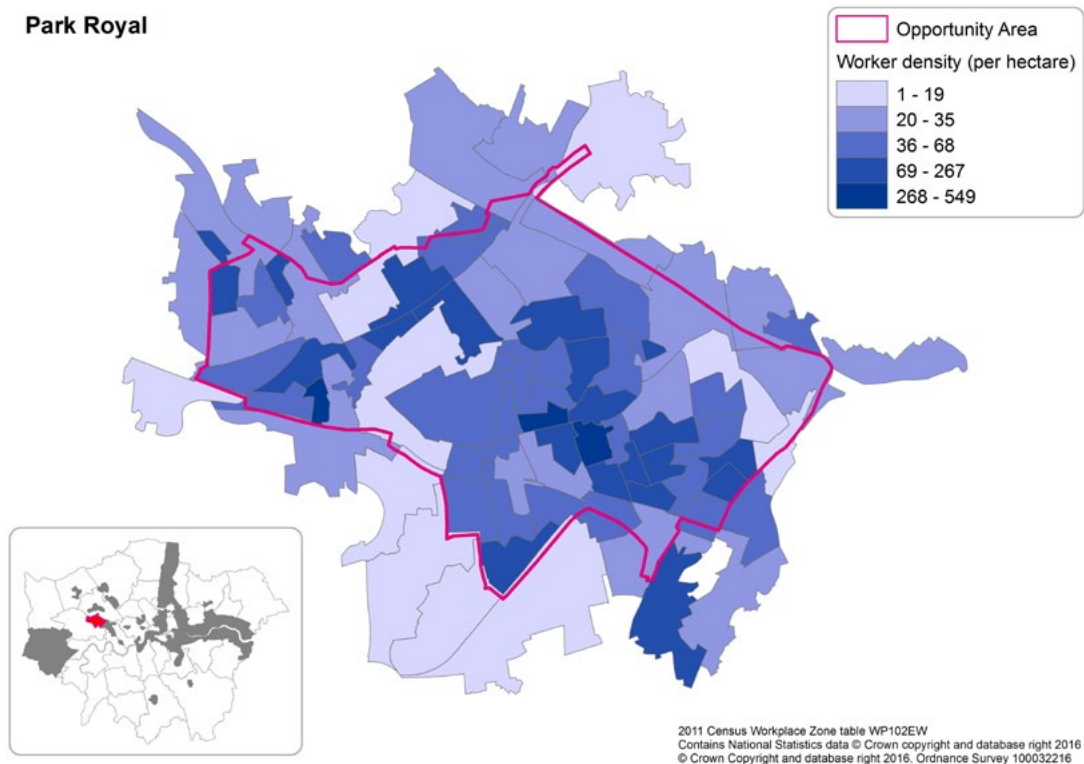 Park Royal
Opportunity Area
Worker density (per hectare)
1 - 19
20 - 35
36 - 68
69 - 267
268 - 549
2011 Census Workplace Zone table WP102EW
Contains National Statistics data © Crown copyright and database right 2016
© Crown Copyright and database right 2016. Ordnance Survey 100032216